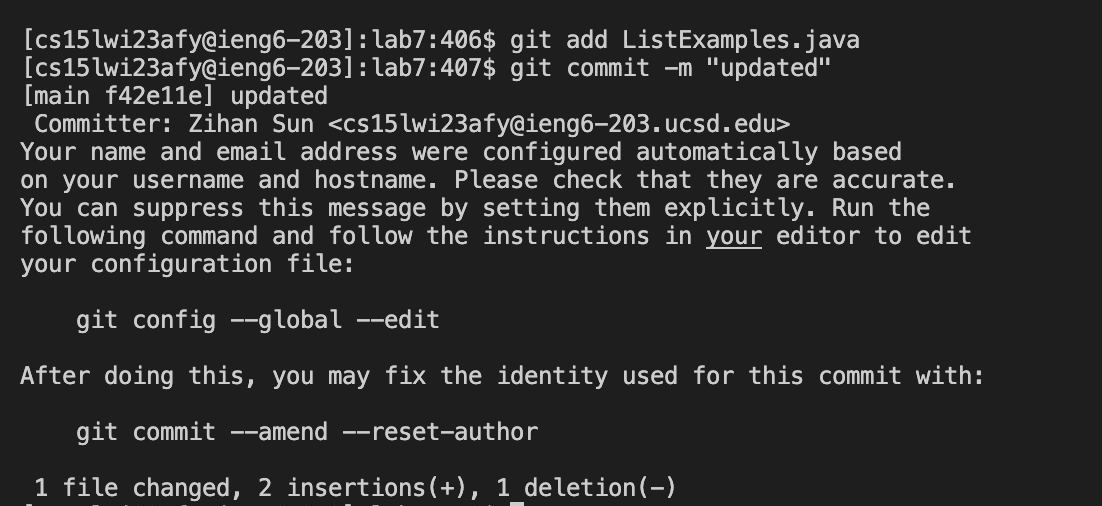 [cs15lwi23afy@ieng6-203]:lab7:406$ git add ListExamples.java
[cs15lwi23afy@ieng6-203]:lab7:407$ git commit -m "updated"
[main f42e11e] updated
 Committer: Zihan Sun <cs15lwi23afy@ieng6-203.ucsd.edu>
Your name and email address were configured automatically based
on your username and hostname. Please check that they are accurate.
You can suppress this message by setting them explicitly. Run the
following command and follow the instructions in your editor to edit
your configuration file:

    git config --global --edit

After doing this, you may fix the identity used for this commit with:

    git commit --amend --reset-author

 1 file changed, 2 insertions(+), 1 deletion(-)